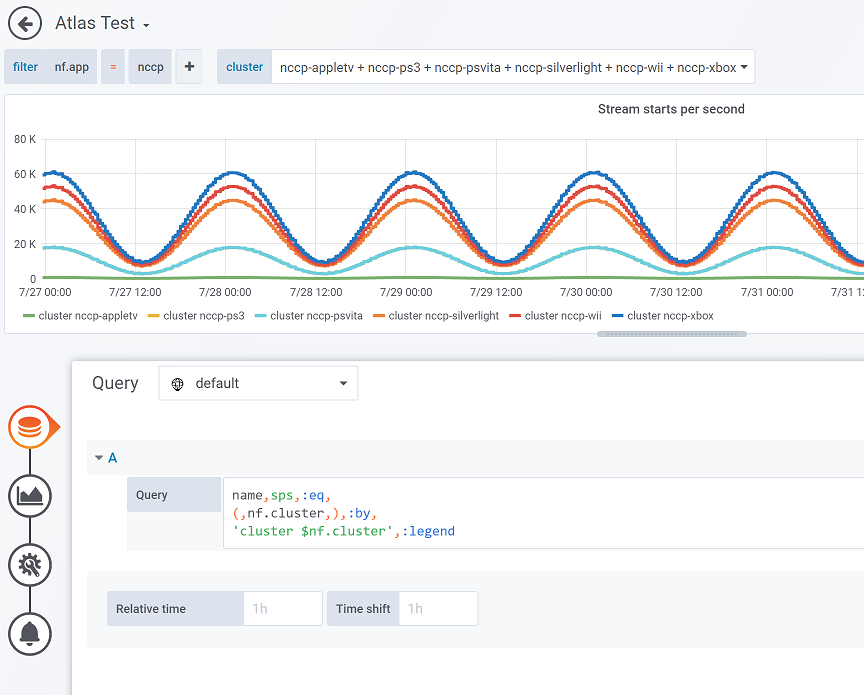 Atlas Test
filter nf.app = nccp + cluster nccp-appletv + nccp-ps3 + nccp-psvita + nccp-silverlight + nccp-wii + nccp-xbox
Stream starts per second
80 K
60 K
40 K
20 K
0
7/27 00:00 7/27 12:00 7/28 00:00 7/28 12:00 7/29 00:00 7/29 12:00 7/30 00:00 7/30 12:00 7/31 00:00 7/31 12
cluster nccp-appletv cluster nccp-ps3 cluster nccp-psvita cluster nccp-silverlight cluster nccp-wii cluster nccp-xbox
Query default
A
Query
name,sps,:eq,
(,nf.cluster,),:by,
'cluster $nf.cluster',:legend
Relative time 1h Time shift 1h